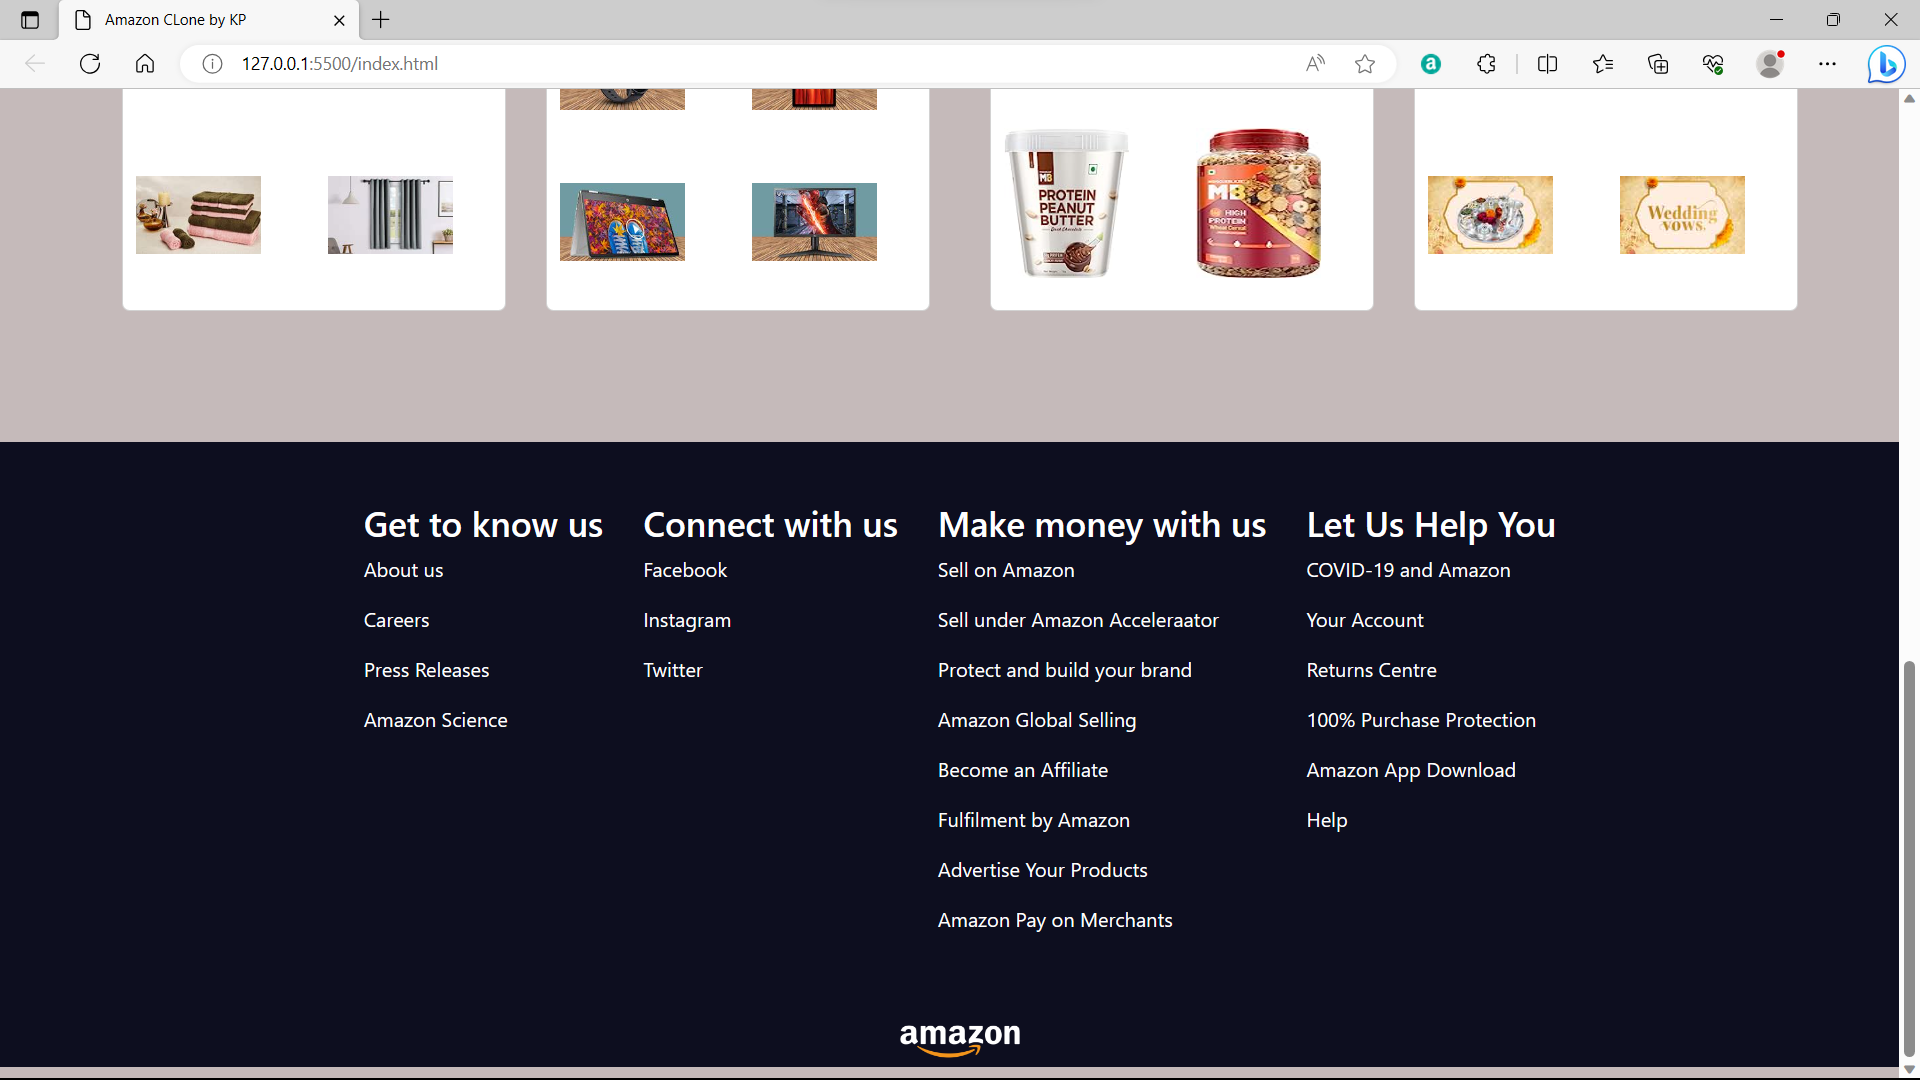 Amazon CLone by KP
127.0.0.1:5500/index.html
MB
PROTEIN
PEANUT
BUTTER
Dark Chocolate
MB
HIGH
PROTEIN
Wheat Cereal
Wedding
VOWS.
Get to know us
About us
Careers
Press Releases
Amazon Science
Connect with us
Facebook
Instagram
Twitter
Make money with us
Sell on Amazon
Sell under Amazon Acceleraator
Protect and build your brand
Amazon Global Selling
Become an Affiliate
Fulfilment by Amazon
Advertise Your Products
Amazon Pay on Merchants
Let Us Help You
COVID-19 and Amazon
Your Account
Returns Centre
100% Purchase Protection
Amazon App Download
Help
amazon